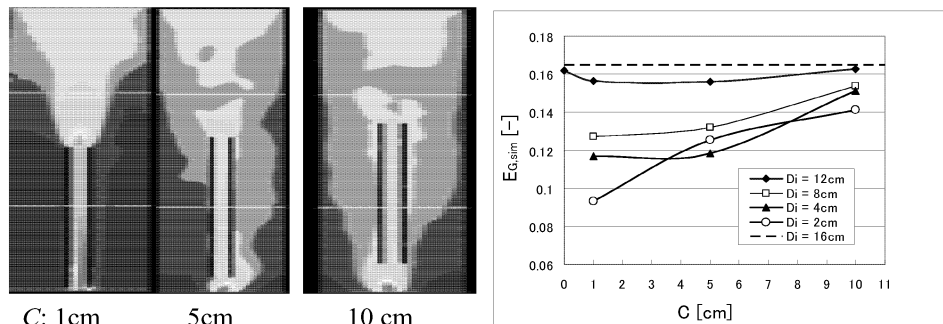 C: 1cm 5cm 10 cm
0.18
0.16
0.14
0.12
0.1
0.08
0.06
E_{G,sim} [-]
Di = 12cm
Di = 8cm
Di = 4cm
Di = 2cm
Di = 16cm
0 1 2 3 4 5 6 7 8 9 10 11
C [cm]